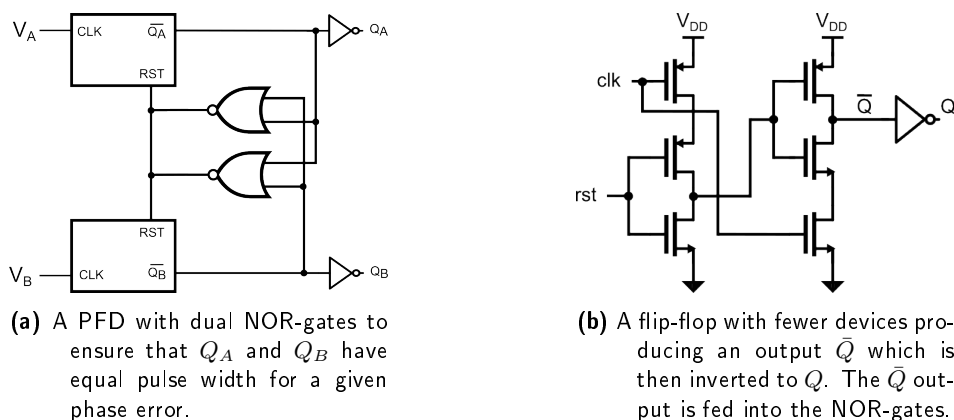 V_A
CLK
Q̅_A
RST
Q_A
RST
V_B
CLK
Q̅_B
Q_B
(a) A PFD with dual NOR-gates to
ensure that Q_A and Q_B have
equal pulse width for a given
phase error.
V_DD
V_DD
clk
Q̅
Q
rst
(b) A flip-flop with fewer devices pro-
ducing an output Q̄ which is
then inverted to Q. The Q̄ out-
put is fed into the NOR-gates.